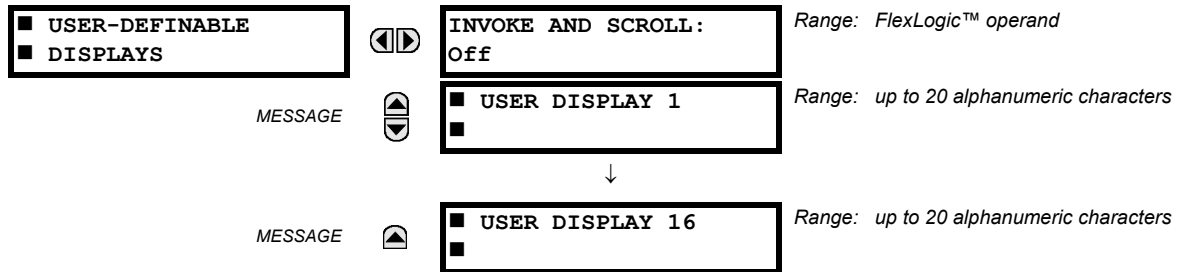 ■ USER-DEFINABLE
■ DISPLAYS
INVOKE AND SCROLL:
Off
Range: FlexLogic™ operand
MESSAGE
■ USER DISPLAY 1
■
Range: up to 20 alphanumeric characters
↓
MESSAGE
■ USER DISPLAY 16
■
Range: up to 20 alphanumeric characters